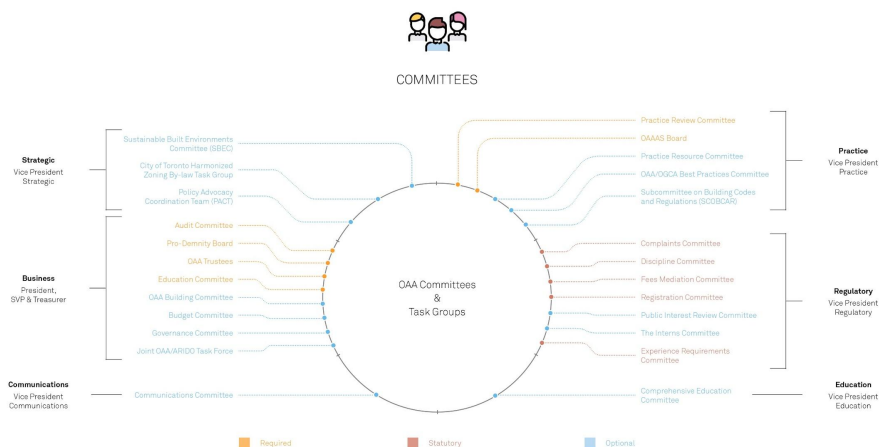 COMMITTEES
Strategic
Vice President
Strategic
Sustainable Built Environments
Committee (SBEC)
City of Toronto Harmonized
Zoning By-law Task Group
Policy Advocacy
Coordination Team (PACT)
Business
President,
SVP & Treasurer
Audit Committee
Pro-Demnity Board
OAA Trustees
Education Committee
OAA Building Committee
Budget Committee
Governance Committee
Joint OAA/ARIDO Task Force
Communications
Vice President
Communications
Communications Committee
OAA Committees
&
Task Groups
Practice Review Committee
OAAAS Board
Practice Resource Committee
OAA/OGCA Best Practices Committee
Subcommittee on Building Codes
and Regulations (SCOBCAR)
Practice
Vice President
Practice
Complaints Committee
Discipline Committee
Fees Mediation Committee
Registration Committee
Public Interest Review Committee
The Interns Committee
Experience Requirements
Committee
Regulatory
Vice President
Regulatory
Comprehensive Education
Committee
Education
Vice President
Education
Required
Statutory
Optional